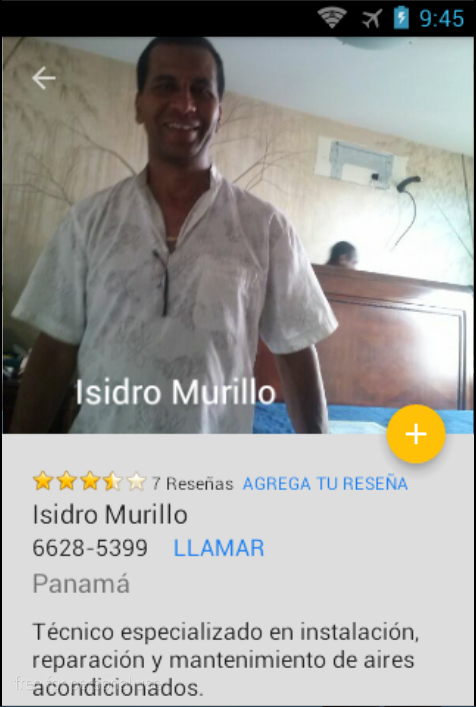 9:45
Isidro Murillo
7 Reseñas AGREGA TU RESEÑA
Isidro Murillo
6628-5399 LLAMAR
Panamá
Técnico especializado en instalación,
reparación y mantenimiento de aires
acondicionados.